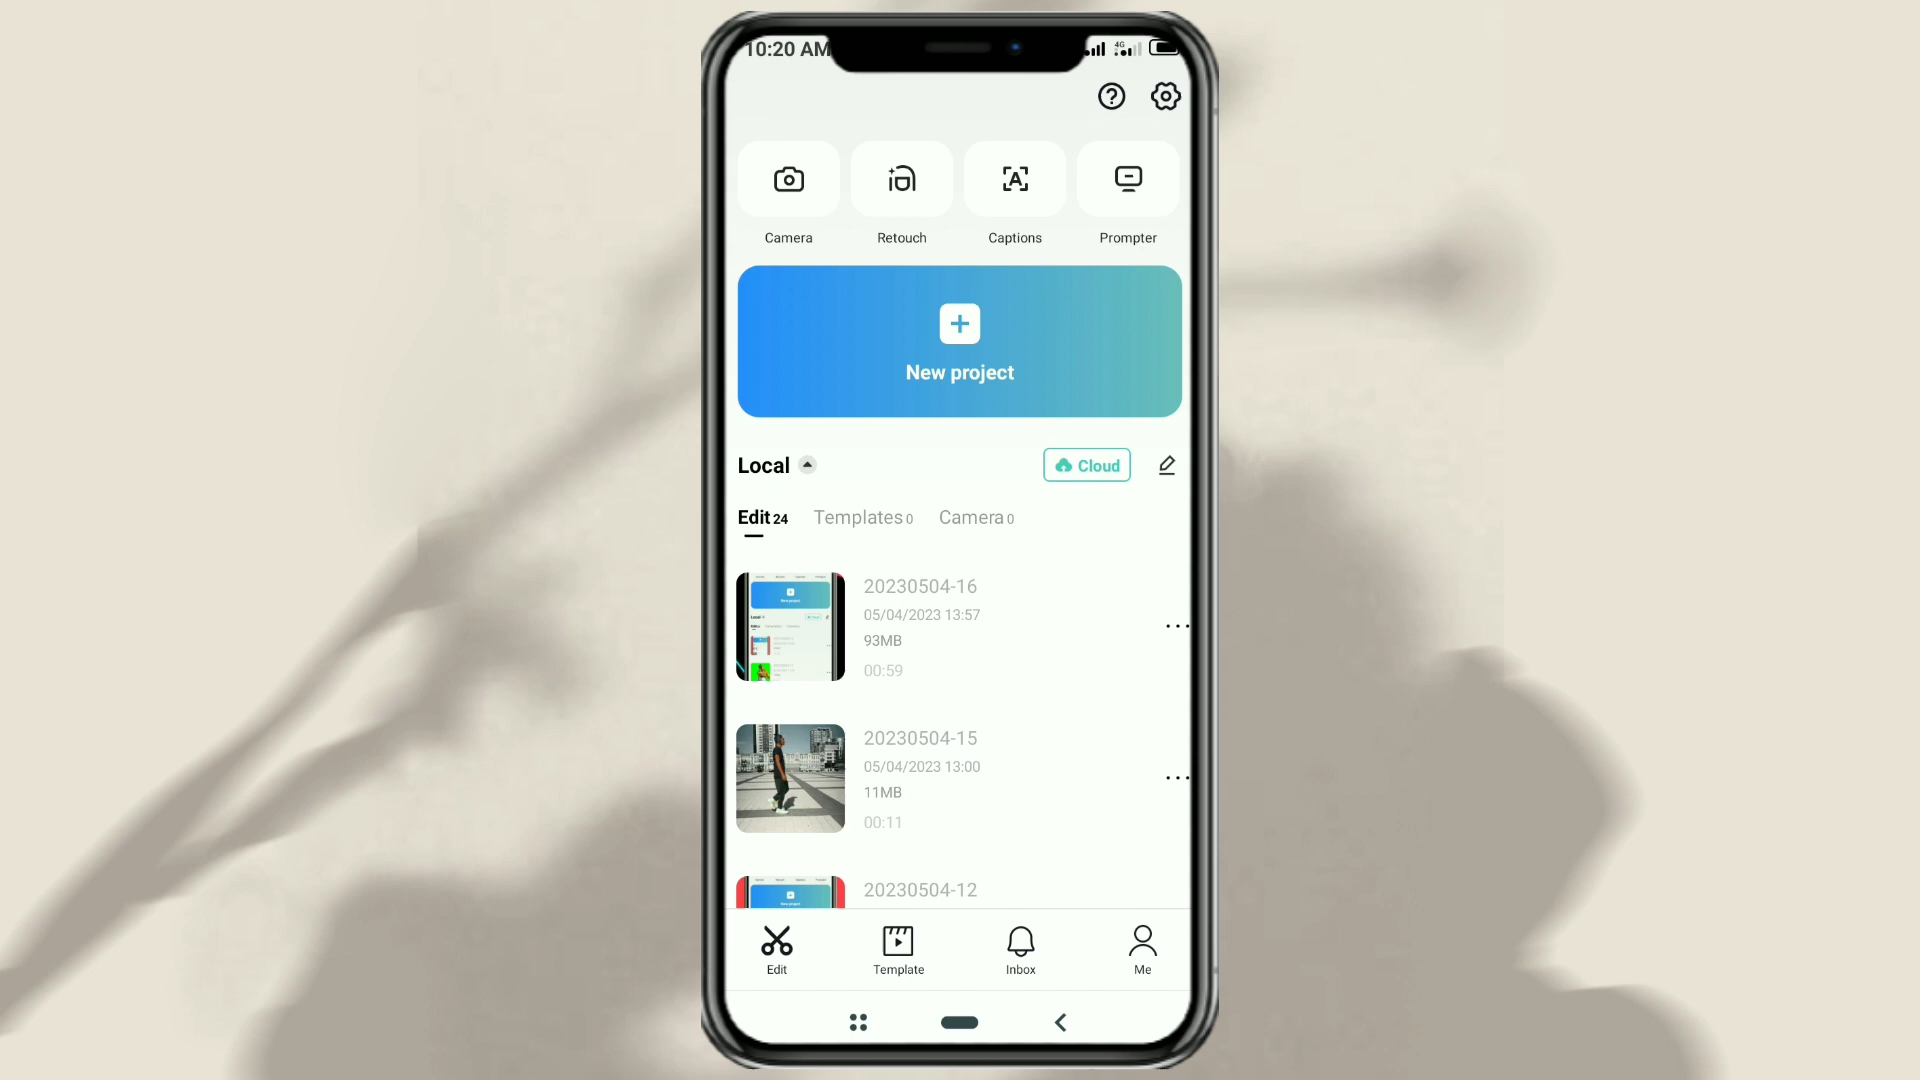 10:20 AM
4G
Camera
Retouch
Captions
Prompter
New project
Local
Cloud
Edit 24
Templates 0
Camera 0
20230504-16
05/04/2023 13:57
93MB
00:59
20230504-15
05/04/2023 13:00
11MB
00:11
20230504-12
Edit
Template
Inbox
Me